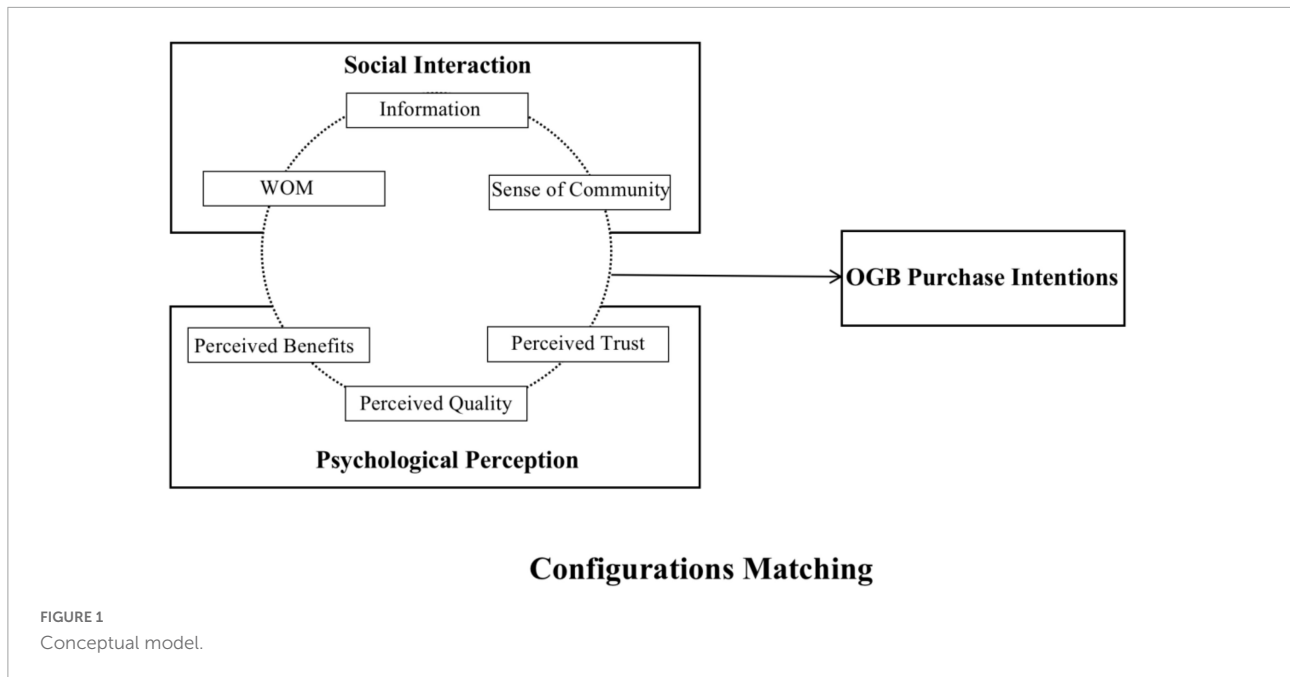 Social Interaction
Information
WOM
Sense of Community
OGB Purchase Intentions
Perceived Benefits
Perceived Trust
Perceived Quality
Psychological Perception
Configurations Matching
FIGURE 1
Conceptual model.